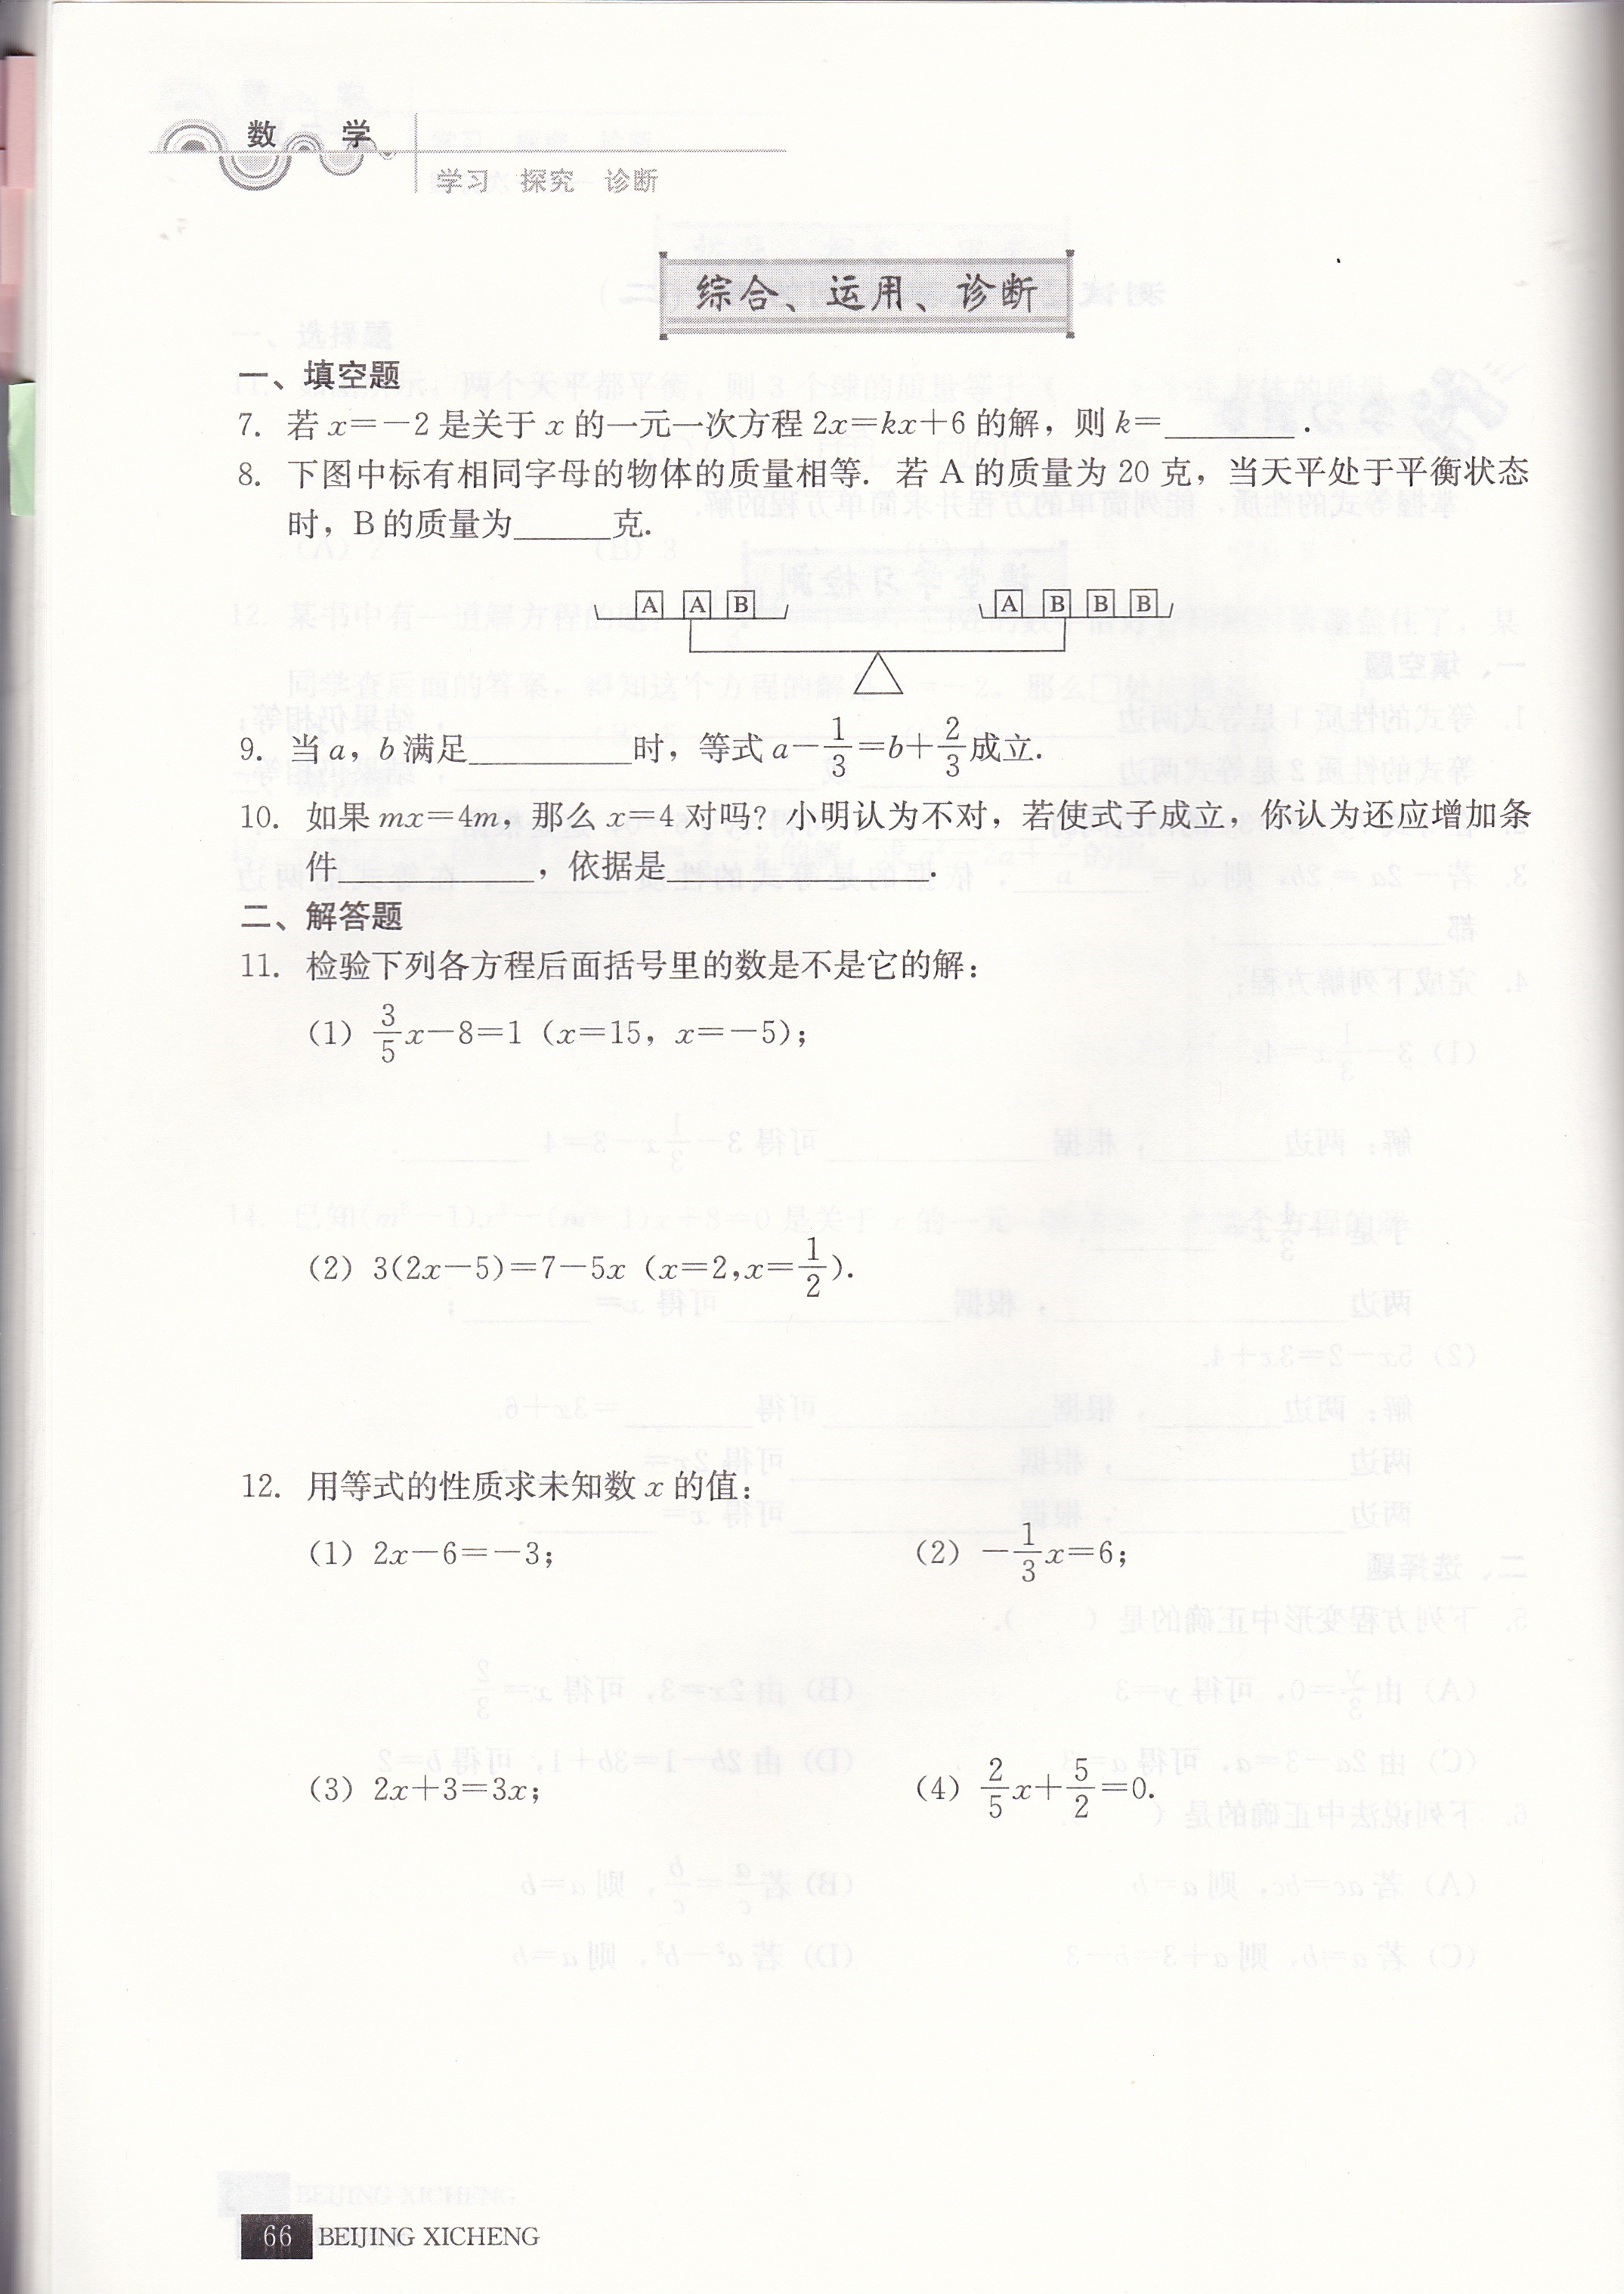 数 学
学习 探究 诊断
综合、运用、诊断
一、填空题
7. 若 x=-2 是关于 x 的一元一次方程 2x=kx+6 的解，则 k=________.
8. 下图中标有相同字母的物体的质量相等. 若 A 的质量为 20 克，当天平处于平衡状态
时，B 的质量为______克.
A A B A B B B
9. 当 a，b 满足__________时，等式 a-1/3=b+2/3 成立.
10. 如果 mx=4m，那么 x=4 对吗？小明认为不对，若使式子成立，你认为还应增加条
件____________，依据是________________.
二、解答题
11. 检验下列各方程后面括号里的数是不是它的解：
(1) 3/5x-8=1 (x=15，x=-5)；
(2) 3(2x-5)=7-5x (x=2,x=1/2).
12. 用等式的性质求未知数 x 的值：
(1) 2x-6=-3； (2) -1/3x=6；
(3) 2x+3=3x； (4) 2/5x+5/2=0.
66 BEIJING XICHENG